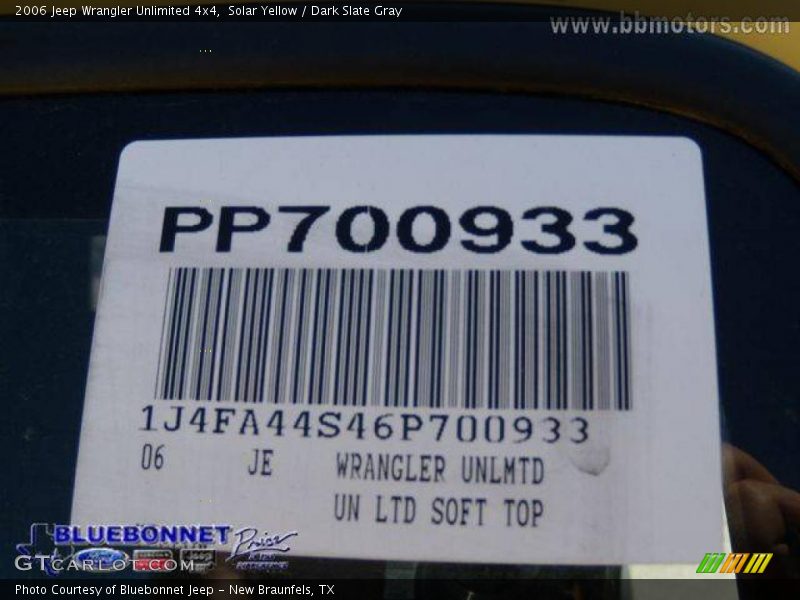 2006 Jeep Wrangler Unlimited 4x4, Solar Yellow / Dark Slate Gray
www.bbmotors.com
PP700933
1J4FA44S46P700933
06 JE WRANGLER UNLMTD
UN LTD SOFT TOP
BLUEBONNET Price
GTCARLOT.COM
Photo Courtesy of Bluebonnet Jeep - New Braunfels, TX